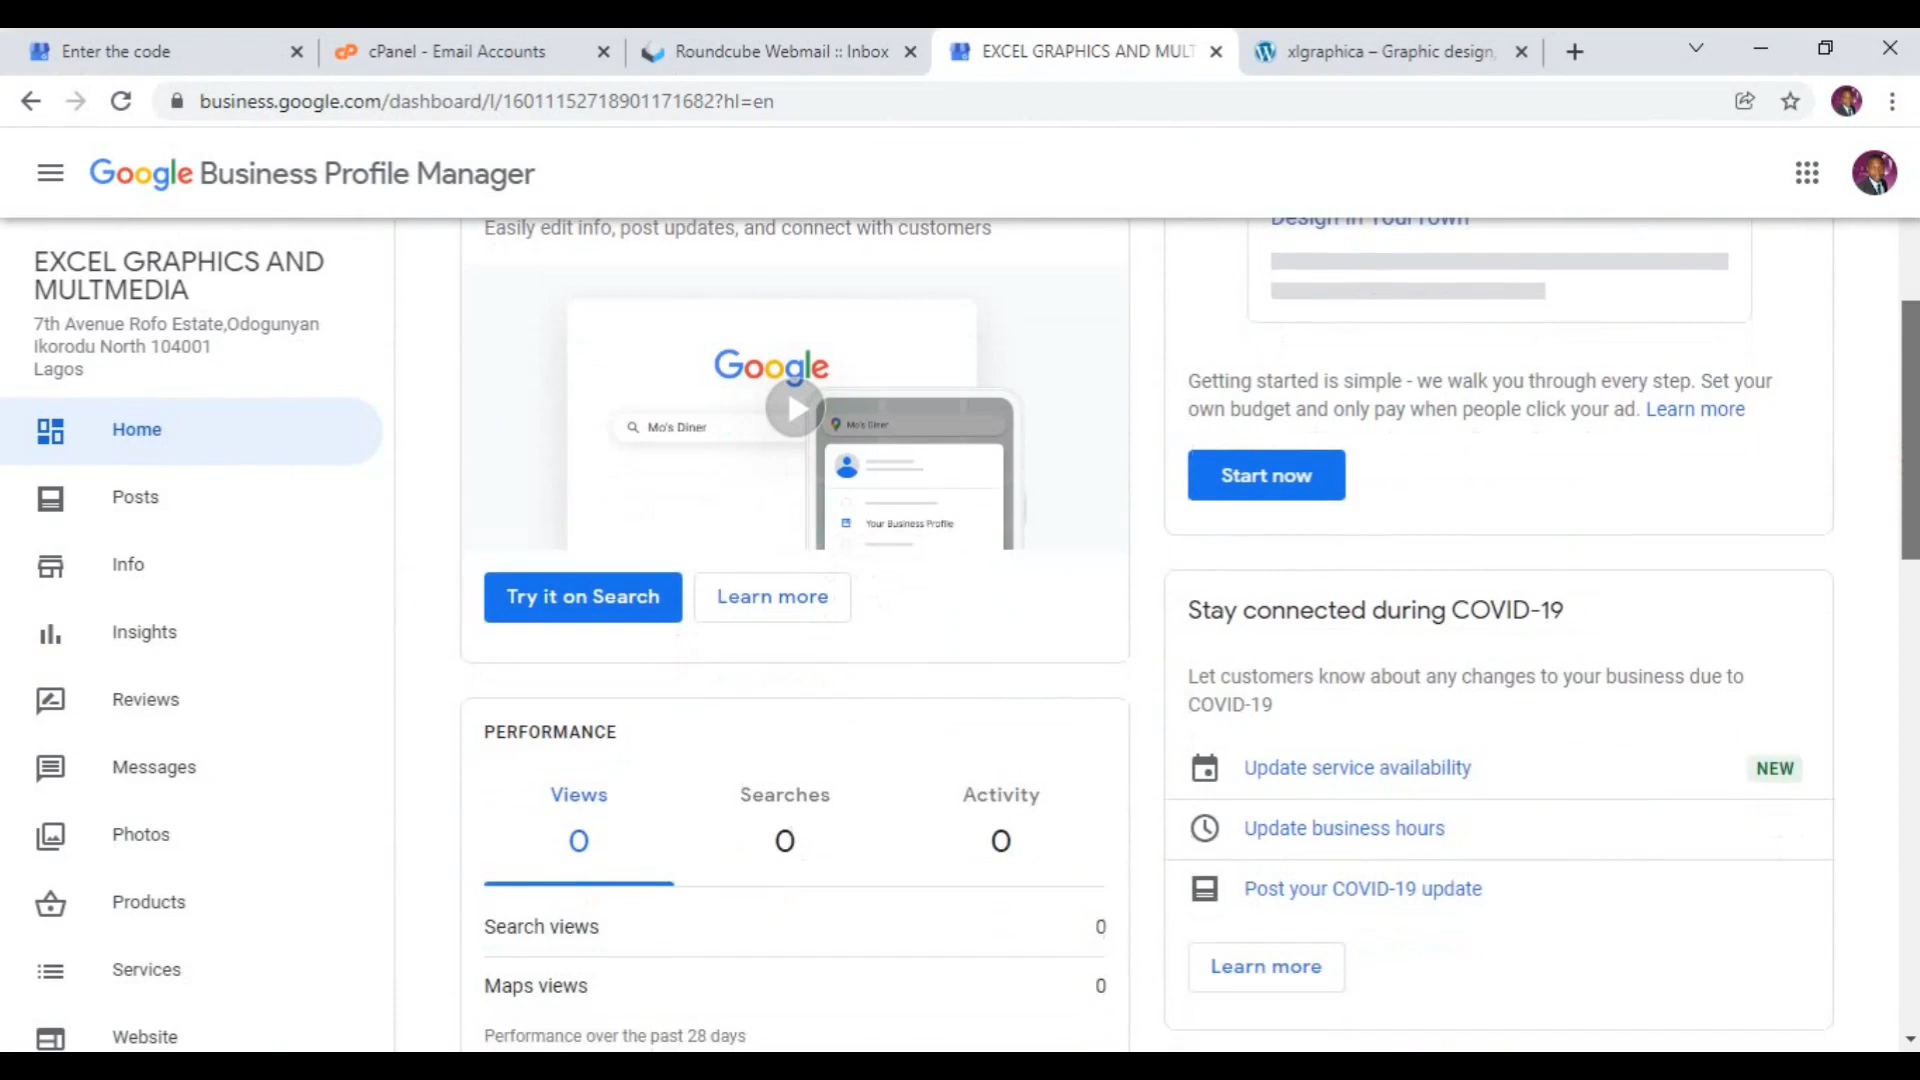 Enter the code
cPanel - Email Accounts
Roundcube Webmail :: Inbox
EXCEL GRAPHICS AND MULT
xlgraphica – Graphic design,
business.google.com/dashboard/l/16011152718901171682?hl=en
Google Business Profile Manager
EXCEL GRAPHICS AND
MULTMEDIA
7th Avenue Rofo Estate,Odogunyan
Ikorodu North 104001
Lagos
Home
Posts
Info
Insights
Reviews
Messages
Photos
Products
Services
Website
Easily edit info, post updates, and connect with customers
Google
Mo's Diner
Mo's Diner
Your Business Profile
Try it on Search
Learn more
PERFORMANCE
Views
Searches
Activity
0
0
0
Search views
0
Maps views
0
Performance over the past 28 days
Design in Your Town
Getting started is simple - we walk you through every step. Set your
own budget and only pay when people click your ad. Learn more
Start now
Stay connected during COVID-19
Let customers know about any changes to your business due to
COVID-19
Update service availability
NEW
Update business hours
Post your COVID-19 update
Learn more